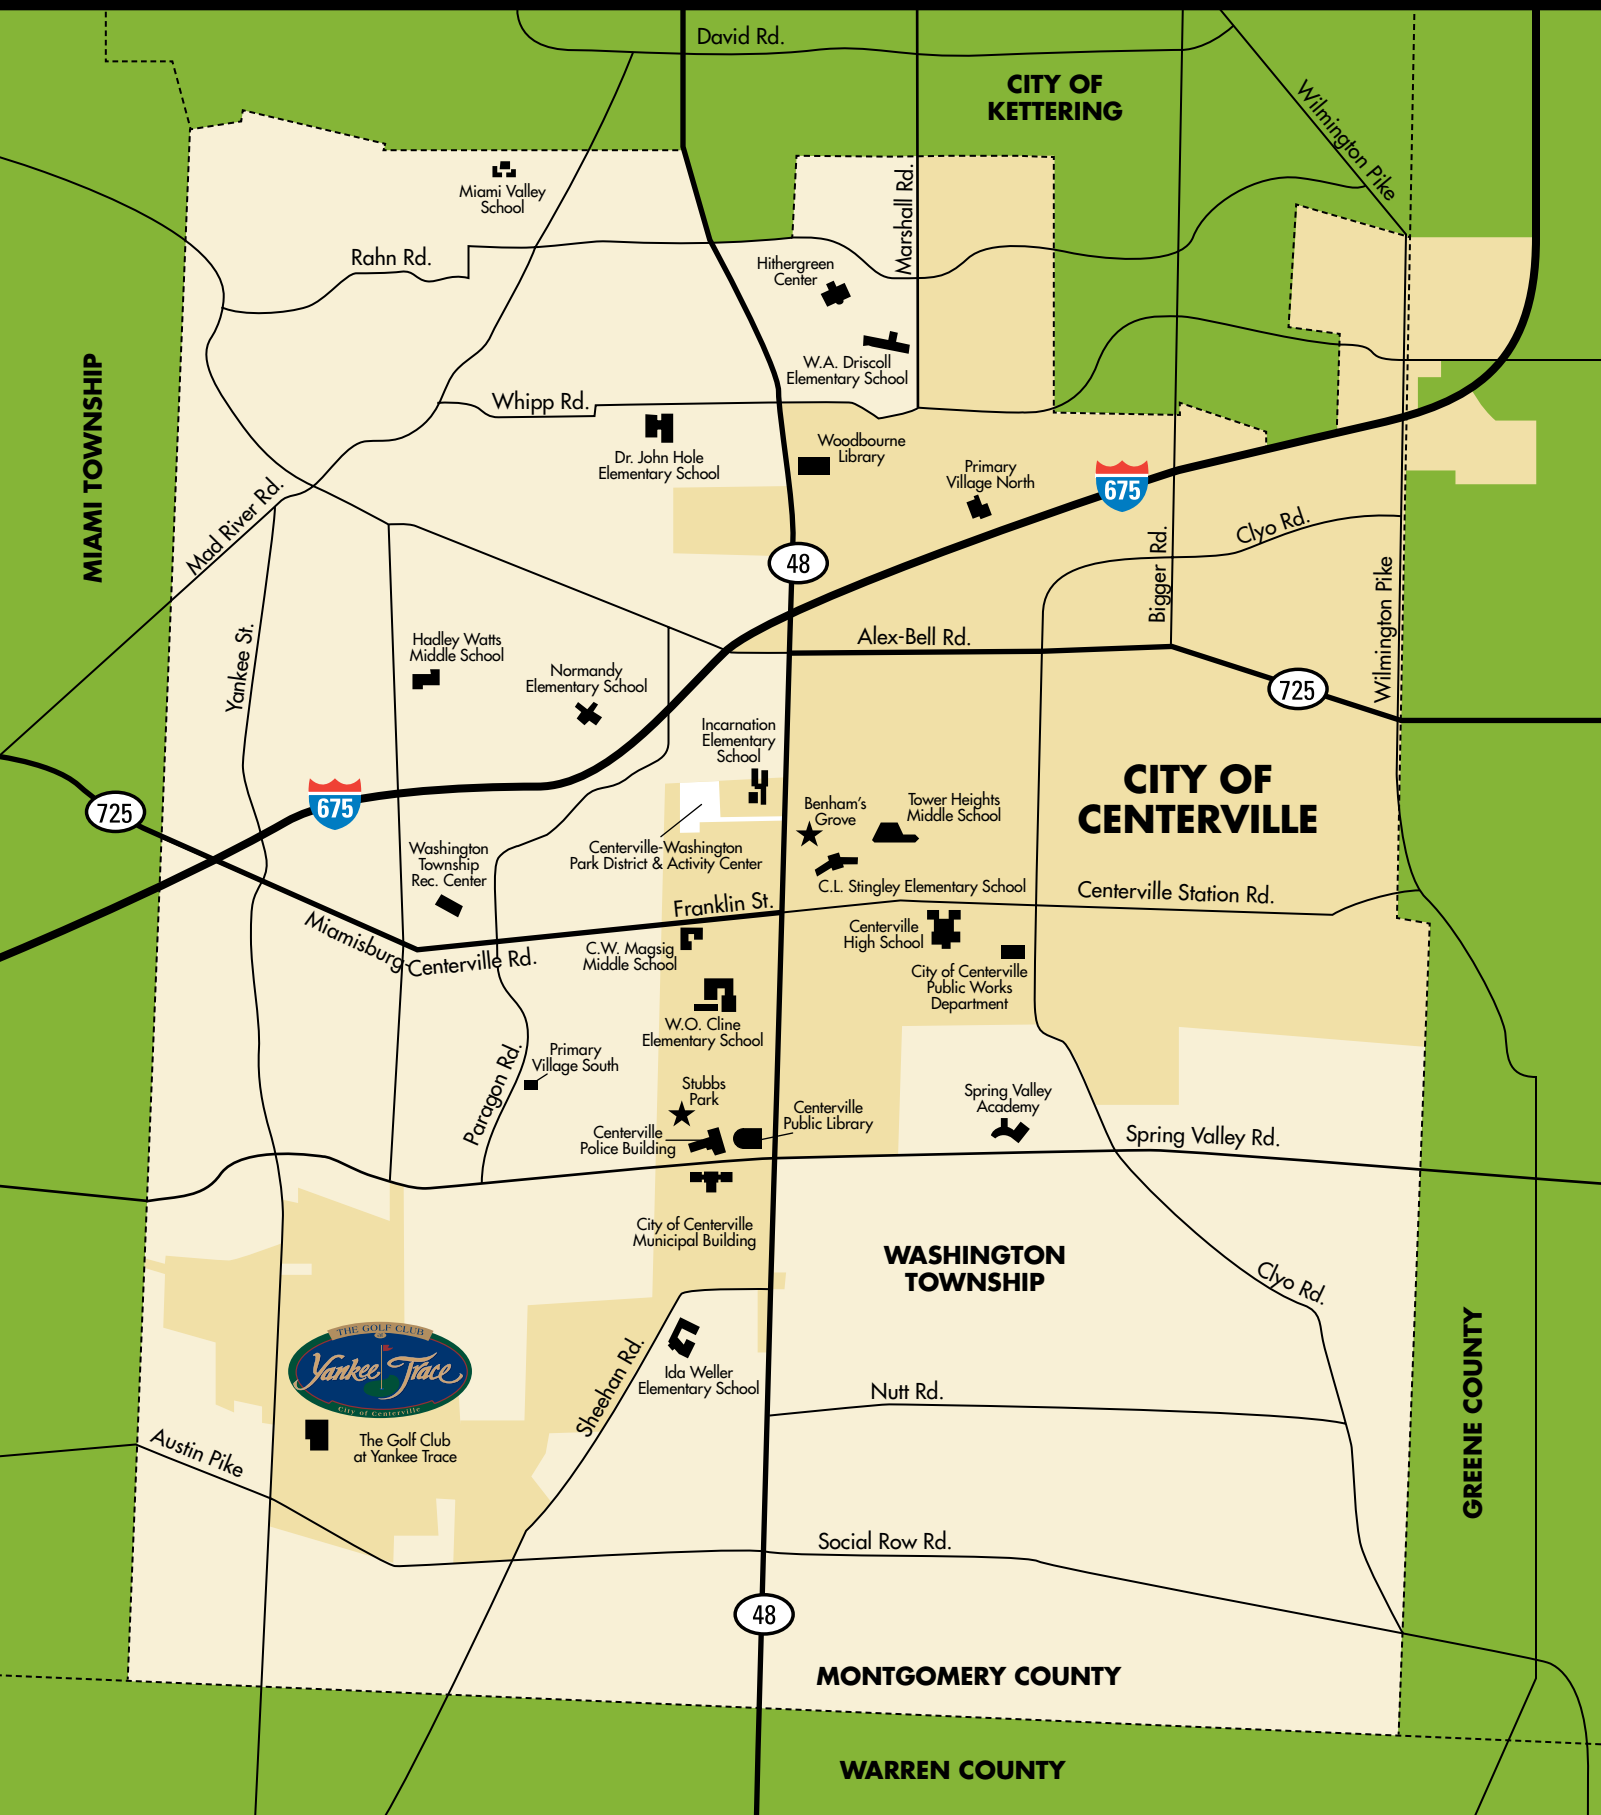 David Rd.
CITY OF
KETTERING
Wilmington Pike
Miami Valley
School
Marshall Rd.
Rahn Rd.
Hithergreen
Center
W.A. Driscoll
Elementary School
MIAMI TOWNSHIP
Whipp Rd.
Dr. John Hole
Elementary School
Woodbourne
Library
Primary
Village North
675
Mad River Rd.
Clyo Rd.
Bigger Rd.
48
Wilmington Pike
Yankee St.
Hadley Watts
Middle School
Normandy
Elementary School
Alex-Bell Rd.
725
Incarnation
Elementary
School
CITY OF
CENTERVILLE
725
675
Benham's
Grove
Tower Heights
Middle School
Washington
Township
Rec. Center
Centerville-Washington
Park District & Activity Center
C.L. Stingley Elementary School
Centerville Station Rd.
Franklin St.
Miamisburg-Centerville Rd.
C.W. Magsig
Middle School
Centerville
High School
City of Centerville
Public Works
Department
W.O. Cline
Elementary School
Paragon Rd.
Primary
Village South
Stubbs
Park
Centerville
Public Library
Spring Valley
Academy
Centerville
Police Building
Spring Valley Rd.
City of Centerville
Municipal Building
WASHINGTON
TOWNSHIP
Clyo Rd.
THE GOLF CLUB
at
Yankee Trace
City of Centerville
Sheehan Rd.
Ida Weller
Elementary School
Nutt Rd.
GREENE COUNTY
Austin Pike
The Golf Club
at Yankee Trace
Social Row Rd.
48
MONTGOMERY COUNTY
WARREN COUNTY